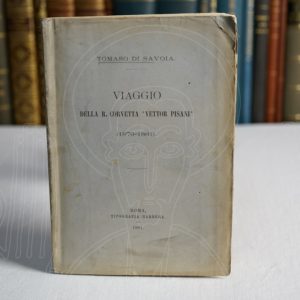 TOMASO DI SAVOIA
VIAGGIO
DELLA R. CORVETTA "VETTOR PISANI"
(1879-1881)
ROMA,
TIPOGRAFIA BARBÈRA
1881.